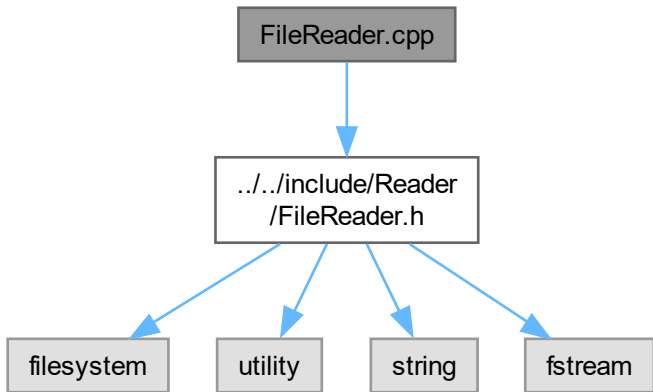 FileReader.cpp
../../include/Reader
/FileReader.h
filesystem
utility
string
fstream